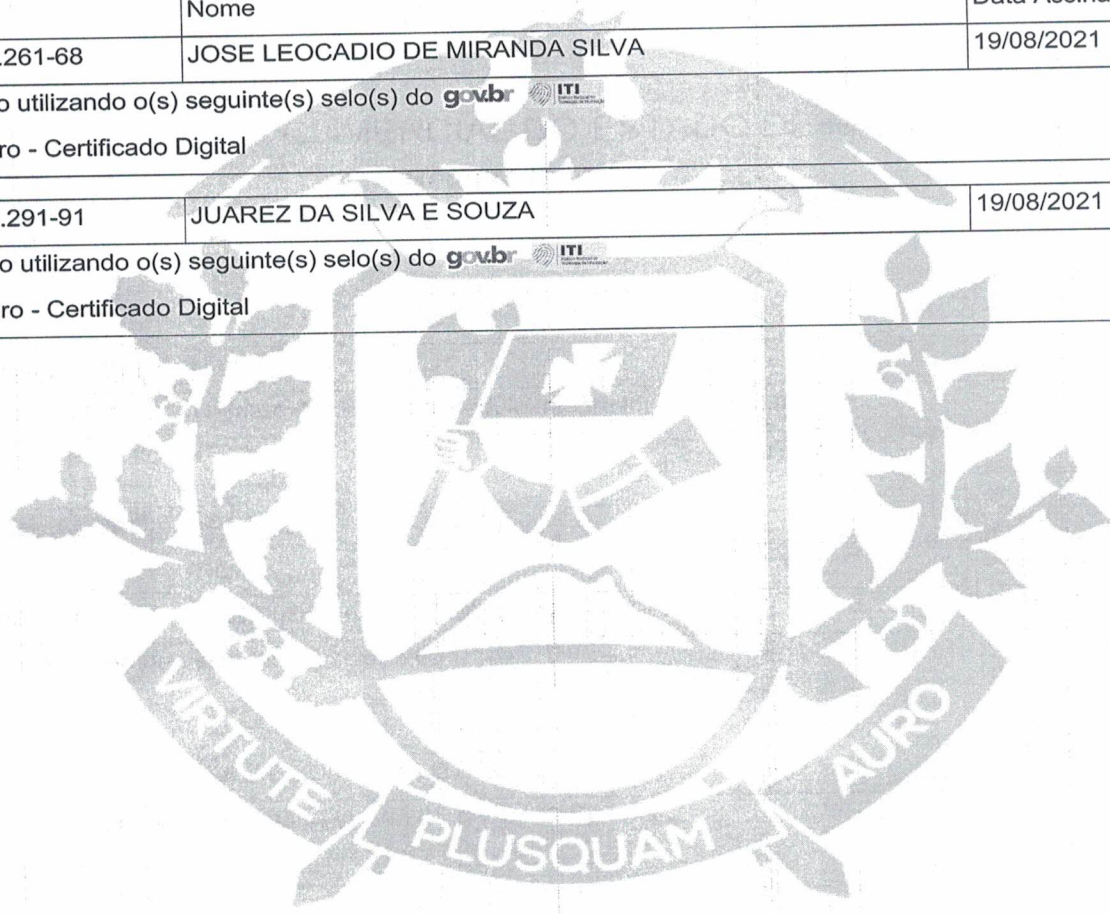 Nome
.261-68 JOSE LEOCADIO DE MIRANDA SILVA 19/08/2021
o utilizando o(s) seguinte(s) selo(s) do gov.br ITI
ro - Certificado Digital
.291-91 JUAREZ DA SILVA E SOUZA 19/08/2021
o utilizando o(s) seguinte(s) selo(s) do gov.br ITI
ro - Certificado Digital
VIRTUTE PLUSQUAM AURO